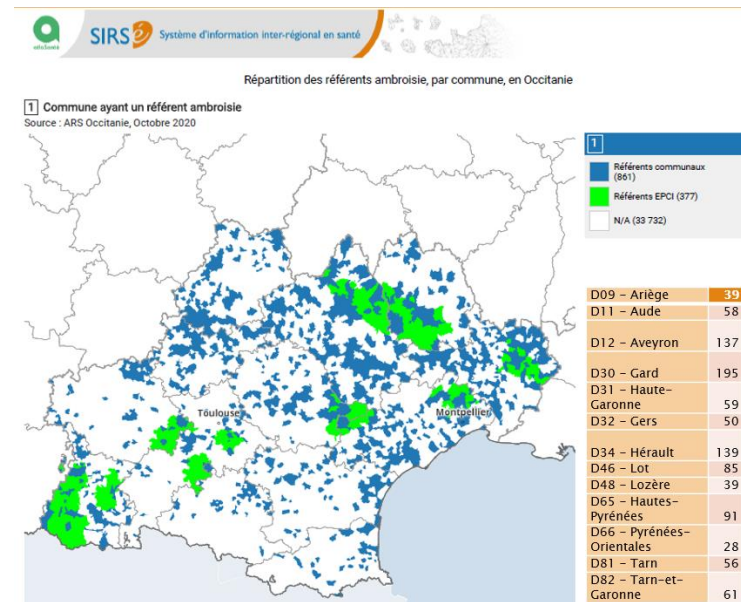 SIRSé Système d'information inter-régional en santé
Répartition des référents ambroisie, par commune, en Occitanie
1 Commune ayant un référent ambroisie
Source : ARS Occitanie, Octobre 2020
1
Référents communaux
(861)
Référents EPCI (377)
N/A (33 732)
Toulouse
Montpellier
D09 – Ariège 39
D11 – Aude 58
D12 – Aveyron 137
D30 – Gard 195
D31 – Haute-
Garonne 59
D32 – Gers 50
D34 – Hérault 139
D46 – Lot 85
D48 – Lozère 39
D65 – Hautes-
Pyrénées 91
D66 – Pyrénées-
Orientales 28
D81 – Tarn 56
D82 – Tarn-et-
Garonne 61